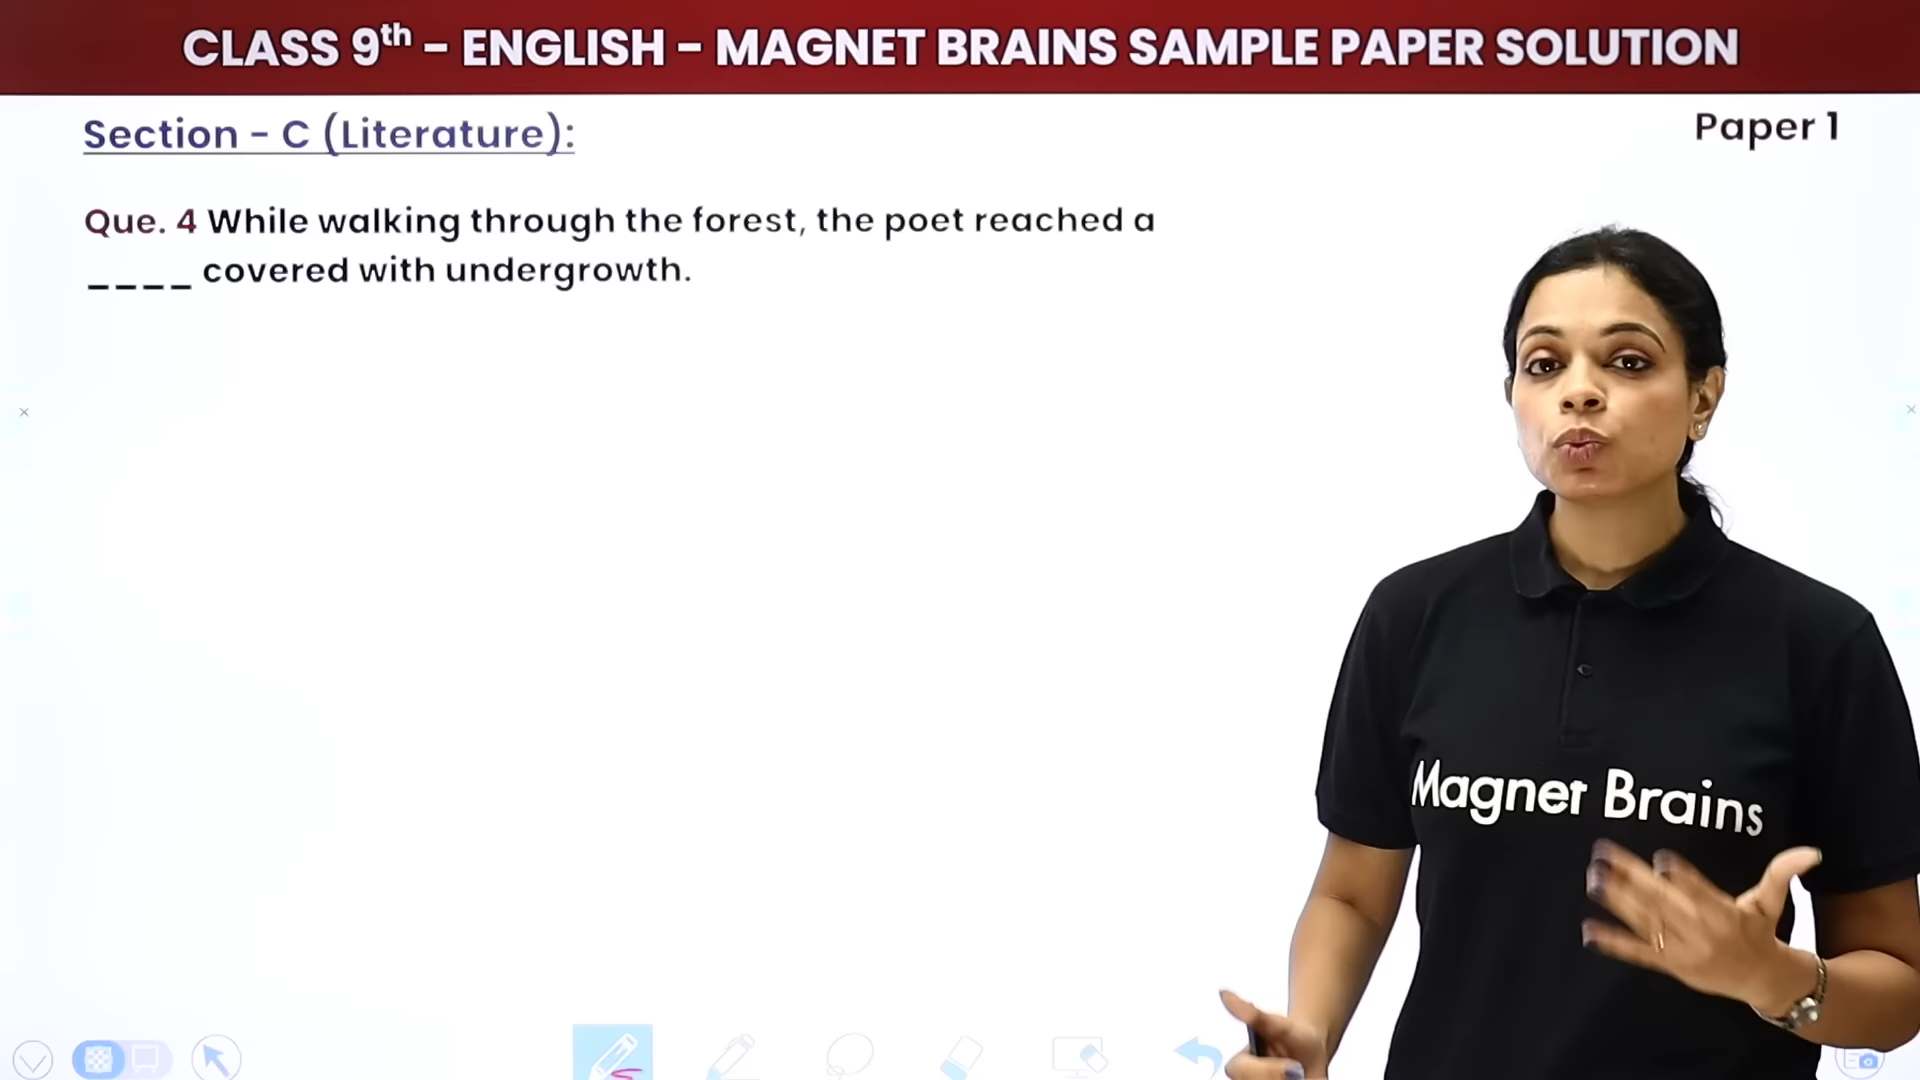 CLASS 9th – ENGLISH – MAGNET BRAINS SAMPLE PAPER SOLUTION
Section - C (Literature):
Paper 1
Que. 4 While walking through the forest, the poet reached a
____ covered with undergrowth.
Magnet Brains